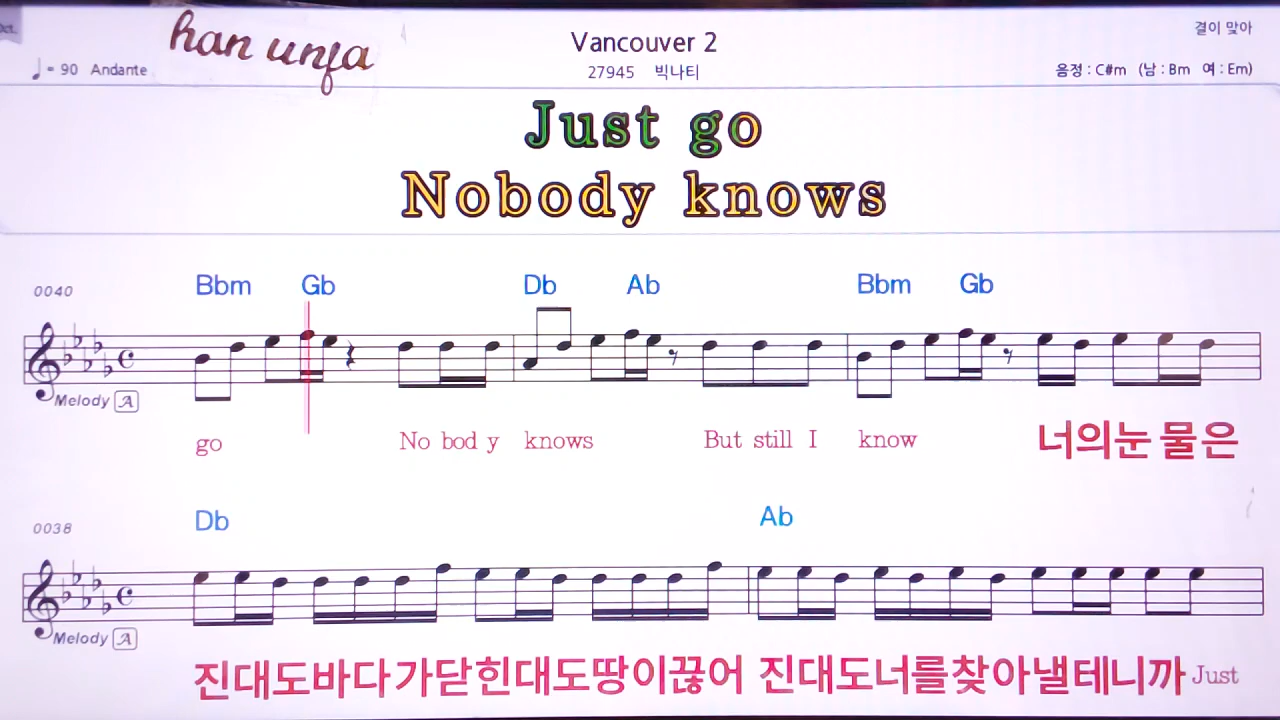 Oct.
han unja
Vancouver 2
결이 맞아
♩= 90 Andante
27945 빅나티
음정 : C#m (남 : Bm 여 : Em)
Just go
Nobody knows
0040
Bbm Gb Db Ab Bbm Gb
Melody A
go No bod y knows But still I know 너의눈 물은
0038
Db Ab
Melody A
진대도바다가닫힌대도땅이끊어 진대도너를찾아낼테니까 Just